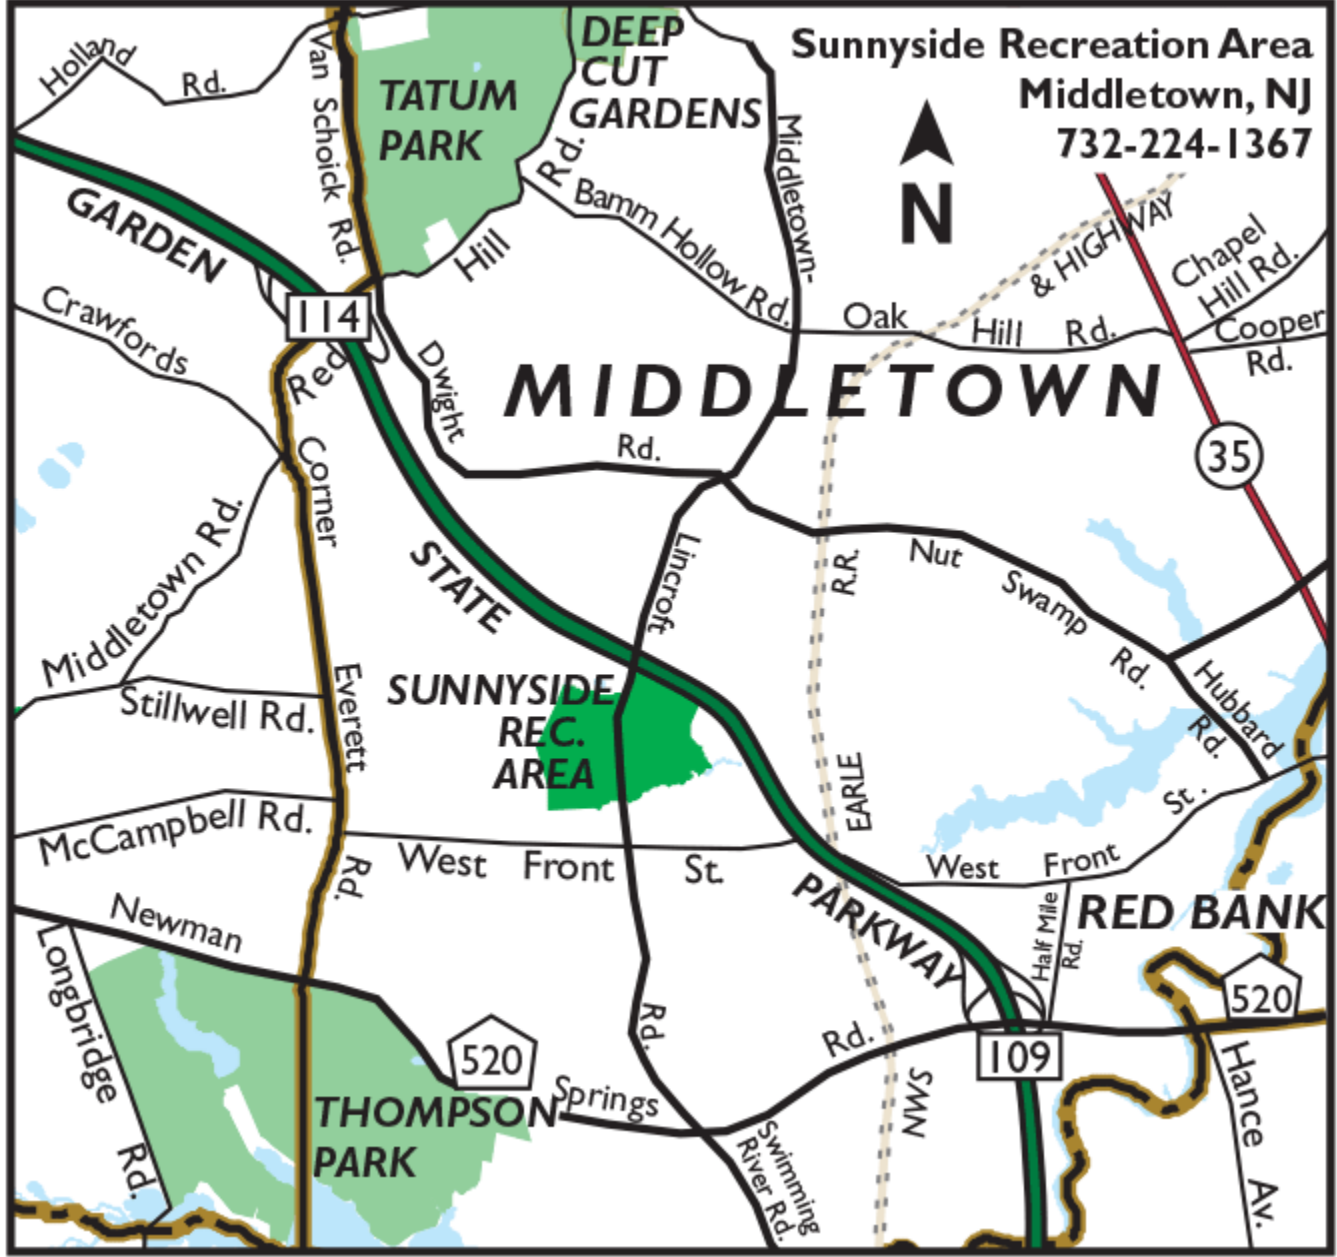 Sunnyside Recreation Area
Middletown, NJ
732-224-1367
N
Holland
Rd.
Van Schoick Rd.
TATUM
PARK
DEEP
CUT
GARDENS
Rd.
Hill
Bamm Hollow Rd.
Middletown-
& HIGHWAY
Chapel
Hill Rd.
Oak
Hill
Rd.
Cooper
Rd.
GARDEN
114
Crawfords
Red
Dwight
Rd.
MIDDLETOWN
35
Corner
Middletown Rd.
STATE
Lincroft
R.R.
Nut
Swamp
Rd.
Hubbard
Rd.
Stillwell Rd.
Everett
SUNNYSIDE
REC.
AREA
EARLE
McCampbell Rd.
Rd.
West Front St.
West Front St.
PARKWAY
Half Mile
Rd.
RED BANK
520
Newman
Longbridge
Rd.
520
Rd.
Springs
Rd.
109
NWS
THOMPSON
PARK
Swimming
River Rd.
Hance Av.